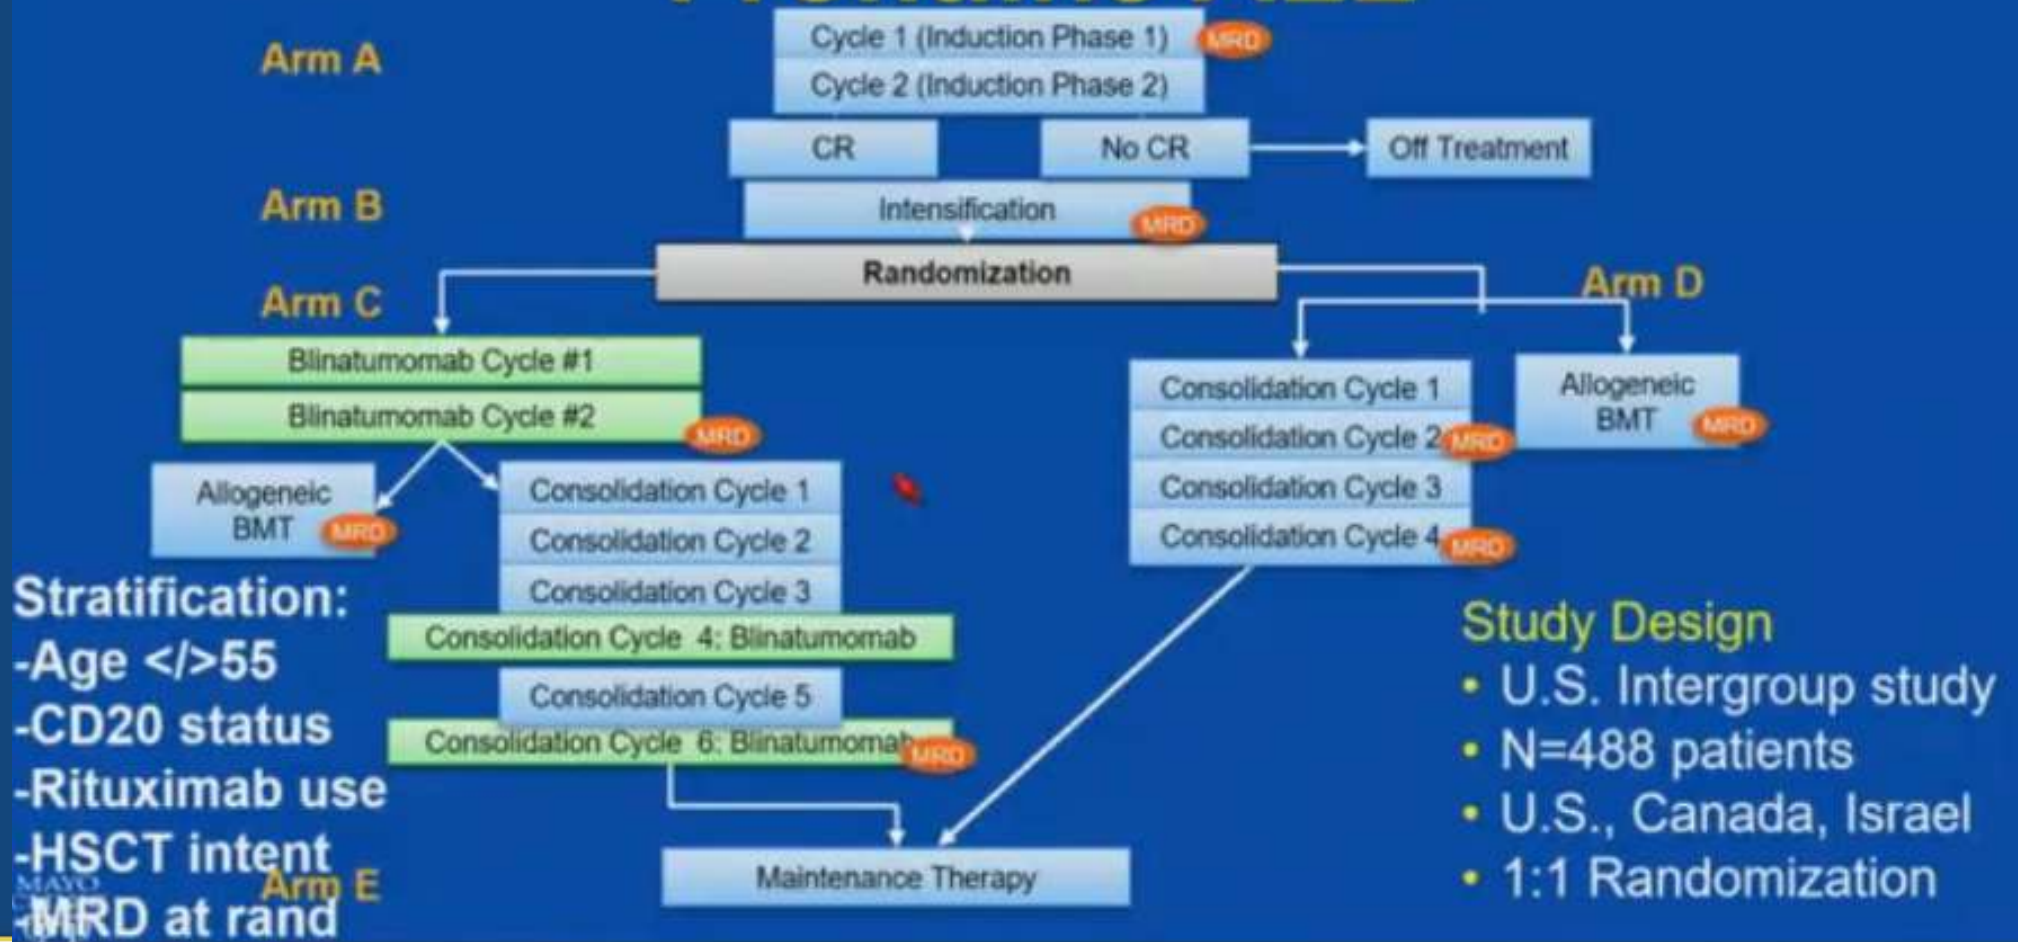 Arm A
Cycle 1 (Induction Phase 1)
MRD
Cycle 2 (Induction Phase 2)
CR
No CR
Off Treatment
Arm B
Intensification
MRD
Randomization
Arm C
Arm D
Blinatumomab Cycle #1
Blinatumomab Cycle #2
MRD
Allogeneic
BMT
MRD
Consolidation Cycle 1
Consolidation Cycle 2
Consolidation Cycle 3
Consolidation Cycle 4: Blinatumomab
Consolidation Cycle 5
Consolidation Cycle 6: Blinatumomab
MRD
Consolidation Cycle 1
Consolidation Cycle 2
MRD
Consolidation Cycle 3
Consolidation Cycle 4
MRD
Allogeneic
BMT
MRD
Maintenance Therapy
Stratification:
-Age </>55
-CD20 status
-Rituximab use
-HSCT intent
-MRD at rand
MAYO
Arm E
Study Design
• U.S. Intergroup study
• N=488 patients
• U.S., Canada, Israel
• 1:1 Randomization